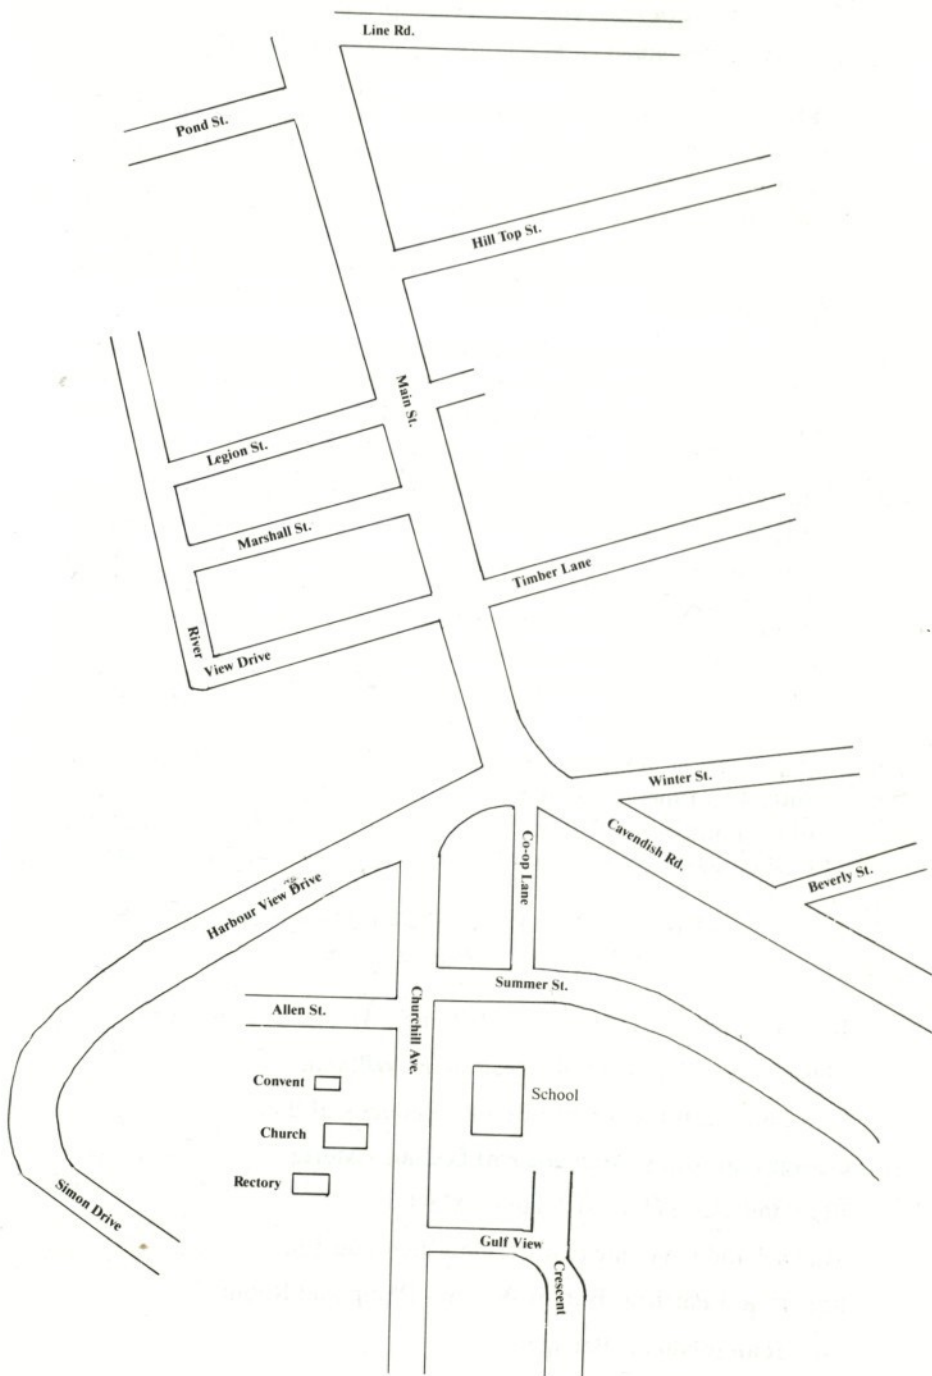 Line Rd.
Pond St.
Hill Top St.
Main St.
Legion St.
Marshall St.
Timber Lane
River
View Drive
Winter St.
Cavendish Rd.
Co-op Lane
Beverly St.
Harbour View Drive
Summer St.
Allen St.
Churchill Ave.
Convent
School
Church
Rectory
Simon Drive
Gulf View
Crescent